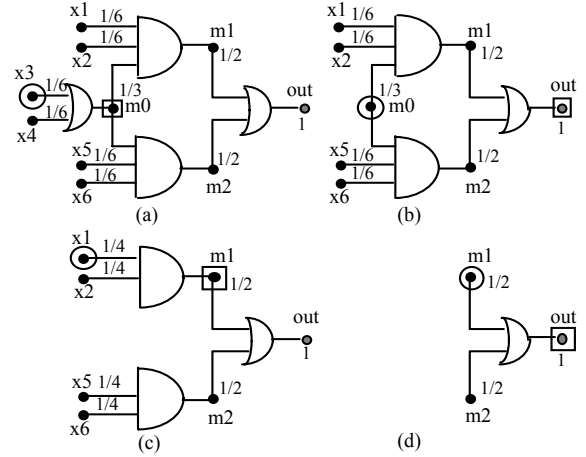 x1 1/6 m1
x2 1/6 1/2
x3 1/6 1/3 m0 out
x4 1/6 1
x5 1/6 1/2
x6 1/6 m2
(a)
x1 1/6 m1
x2 1/6 1/2
1/3 m0 out
1
x5 1/6 1/2
x6 1/6 m2
(b)
x1 1/4 m1
x2 1/4 1/2
out
1
x5 1/4 1/2
x6 1/4 m2
(c)
m1
1/2
out
1
1/2
m2
(d)